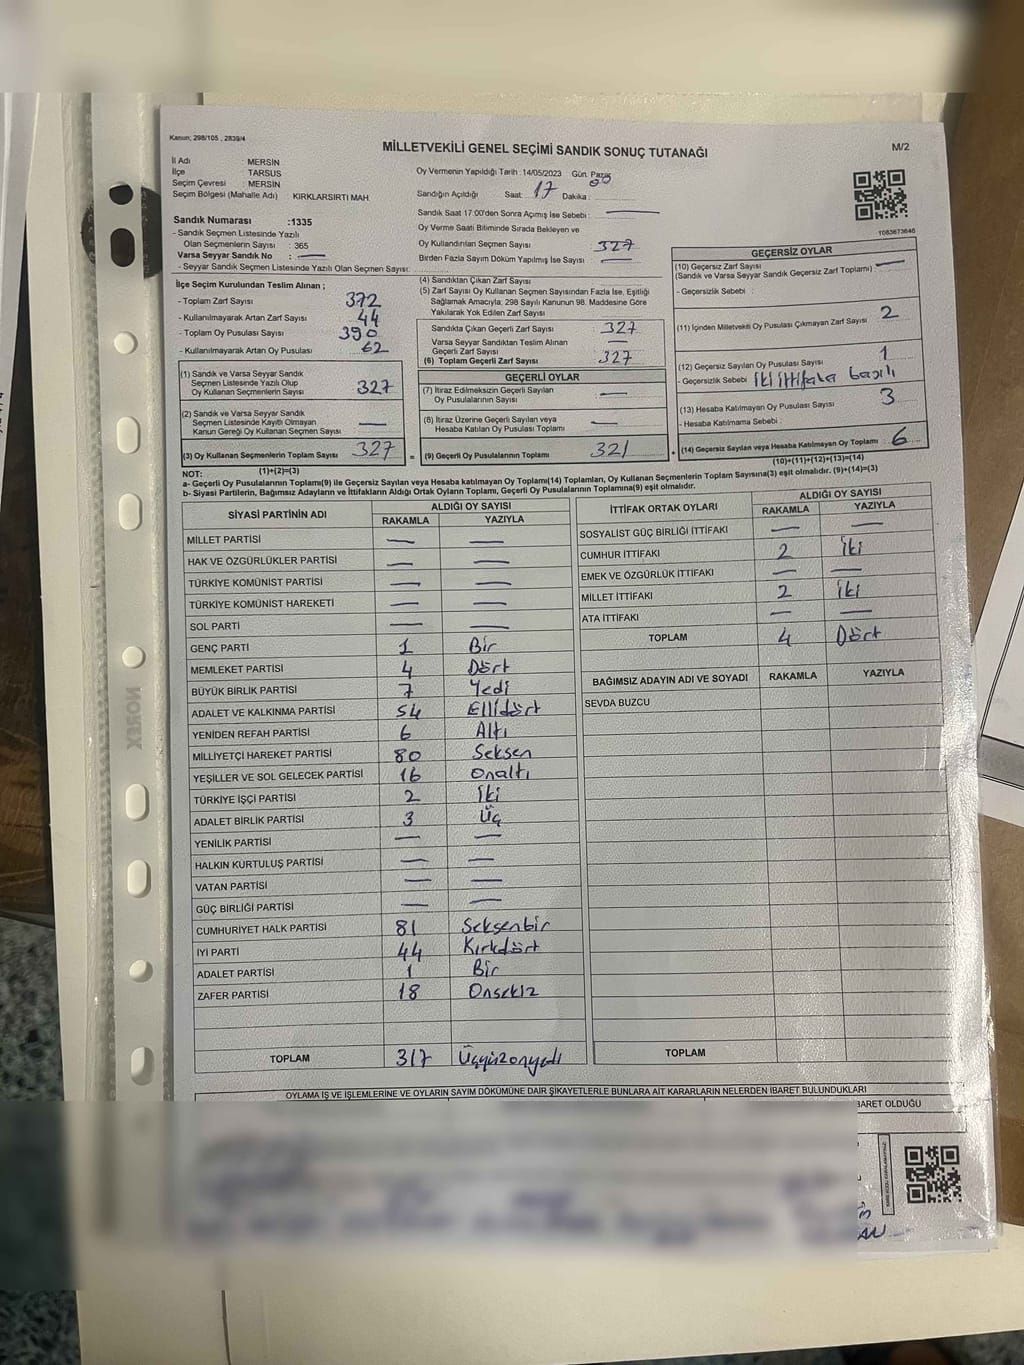 Kanun; 298/105 , 2839/4
MİLLETVEKİLİ GENEL SEÇİMİ SANDIK SONUÇ TUTANAĞI
M/2
İl Adı : MERSİN
İlçe : TARSUS
Seçim Çevresi : MERSİN
Seçim Bölgesi (Mahalle Adı) KIRKLARSIRTI MAH
Sandık Numarası :1335
- Sandık Seçmen Listesinde Yazılı
Olan Seçmenlerin Sayısı : 365
Varsa Seyyar Sandık No : —
- Seyyar Sandık Seçmen Listesinde Yazılı Olan Seçmen Sayısı:
İlçe Seçim Kurulundan Teslim Alınan ;
- Toplam Zarf Sayısı 372
- Kullanılmayarak Artan Zarf Sayısı 44
- Toplam Oy Pusulası Sayısı 390
- Kullanılmayarak Artan Oy Pusulası 62
(1) Sandık ve Varsa Seyyar Sandık
Seçmen Listesinde Yazılı Olup
Oy Kullanan Seçmen Sayısı 327
(2) Sandık ve Varsa Seyyar Sandık
Seçmen Listesinde Kayıtlı Olmayan
Kanun Gereği Oy Kullanan Seçmen Sayısı —
(3) Oy Kullanan Seçmenlerin Toplam Sayısı 327
(1)+(2)=(3)
Oy Vermenin Yapıldığı Tarih : 14/05/2023 Gün. Pazar
Sandığın Açıldığı Saat: 17 Dakika : 00
Sandık Saat 17:00'den Sonra Açımış İse Sebebi : —
Oy Verme Saati Bitiminde Sırada Bekleyen ve
Oy Kullandırılan Seçmen Sayısı 327
Birden Fazla Sayım Döküm Yapılmış İse Sayısı —
(4) Sandıktan Çıkan Zarf Sayısı
(5) Zarf Sayısı Oy Kullanan Seçmen Sayısından Fazla İse, Eşitliği
Sağlamak Amacıyla; 298 Sayılı Kanunun 98. Maddesine Göre
Yakılarak Yok Edilen Zarf Sayısı
Sandıkta Çıkan Geçerli Zarf Sayısı 327
Varsa Seyyar Sandıktan Teslim Alınan
Geçerli Zarf Sayısı —
(6) Toplam Geçerli Zarf Sayısı 327
GEÇERLİ OYLAR
(7) İtiraz Edilmeksizin Geçerli Sayılan
Oy Pusulalarının Sayısı —
(8) İtiraz Üzerine Geçerli Sayılan veya
Hesaba Katılan Oy Pusulası Toplamı —
= (9) Geçerli Oy Pusulalarının Toplamı 321
1083673646
GEÇERSİZ OYLAR
(10) Geçersiz Zarf Sayısı —
(Sandık ve Varsa Seyyar Sandık Geçersiz Zarf Toplamı)
- Geçersizlik Sebebi :
(11) İçinden Milletvekili Oy Pusulası Çıkmayan Zarf Sayısı 2
(12) Geçersiz Sayılan Oy Pusulası Sayısı 1
- Geçersizlik Sebebi İki ittifaka basılı
(13) Hesaba Katılmayan Oy Pusulası Sayısı 3
- Hesaba Katılmama Sebebi :
+ (14) Geçersiz Sayılan veya Hesaba Katılmayan Oy Toplamı : 6
(10)+(11)+(12)+(13)=(14)
NOT:
a- Geçerli Oy Pusulalarının Toplamı(9) ile Geçersiz Sayılan veya Hesaba katılmayan Oy Toplamı(14) Toplamları, Oy Kullanan Seçmenlerin Toplam Sayısına(3) eşit olmalıdır. (9)+(14)=(3)
b- Siyasi Partilerin, Bağımsız Adayların ve İttifakların Aldığı Ortak Oyların Toplamı, Geçerli Oy Pusulalarının Toplamına(9) eşit olmalıdır.
SİYASİ PARTİNİN ADI ALDIĞI OY SAYISI
RAKAMLA YAZIYLA
MİLLET PARTİSİ — —
HAK VE ÖZGÜRLÜKLER PARTİSİ — —
TÜRKİYE KOMÜNİST PARTİSİ — —
TÜRKİYE KOMÜNİST HAREKETİ — —
SOL PARTİ — —
GENÇ PARTİ 1 Bir
MEMLEKET PARTİSİ 4 Dört
BÜYÜK BİRLİK PARTİSİ 7 Yedi
ADALET VE KALKINMA PARTİSİ 54 Ellidört
YENİDEN REFAH PARTİSİ 6 Altı
MİLLİYETÇİ HAREKET PARTİSİ 80 Seksen
YEŞİLLER VE SOL GELECEK PARTİSİ 16 Onaltı
TÜRKİYE İŞÇİ PARTİSİ 2 İki
ADALET BİRLİK PARTİSİ 3 Üç
YENİLİK PARTİSİ — —
HALKIN KURTULUŞ PARTİSİ — —
VATAN PARTİSİ — —
GÜÇ BİRLİĞİ PARTİSİ — —
CUMHURİYET HALK PARTİSİ 81 Seksenbir
İYİ PARTİ 44 Kırkdört
ADALET PARTİSİ 1 Bir
ZAFER PARTİSİ 18 Onsekiz
TOPLAM 317 Üçyüzonyedi
İTTİFAK ORTAK OYLARI ALDIĞI OY SAYISI
RAKAMLA YAZIYLA
SOSYALİST GÜÇ BİRLİĞİ İTTİFAKI — —
CUMHUR İTTİFAKI 2 İki
EMEK VE ÖZGÜRLÜK İTTİFAKI — —
MİLLET İTTİFAKI 2 İki
ATA İTTİFAKI — —
TOPLAM 4 Dört
BAĞIMSIZ ADAYIN ADI VE SOYADI RAKAMLA YAZIYLA
SEVDA BUZCU
TOPLAM
OYLAMA İŞ VE İŞLEMLERİNE VE OYLARIN SAYIM DÖKÜMÜNE DAİR ŞİKAYETLERLE BUNLARA AİT KARARLARIN NELERDEN İBARET BULUNDUKLARI
BARET OLDUĞU
NOREX